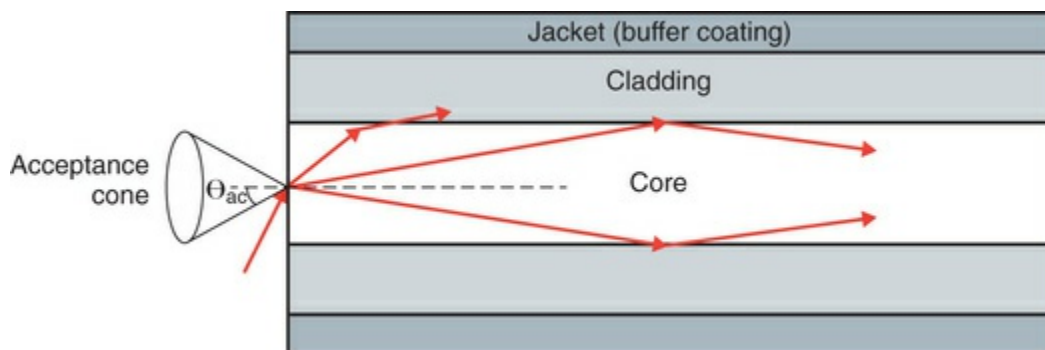 Jacket (buffer coating)
Cladding
Acceptance
cone
Θac
Core